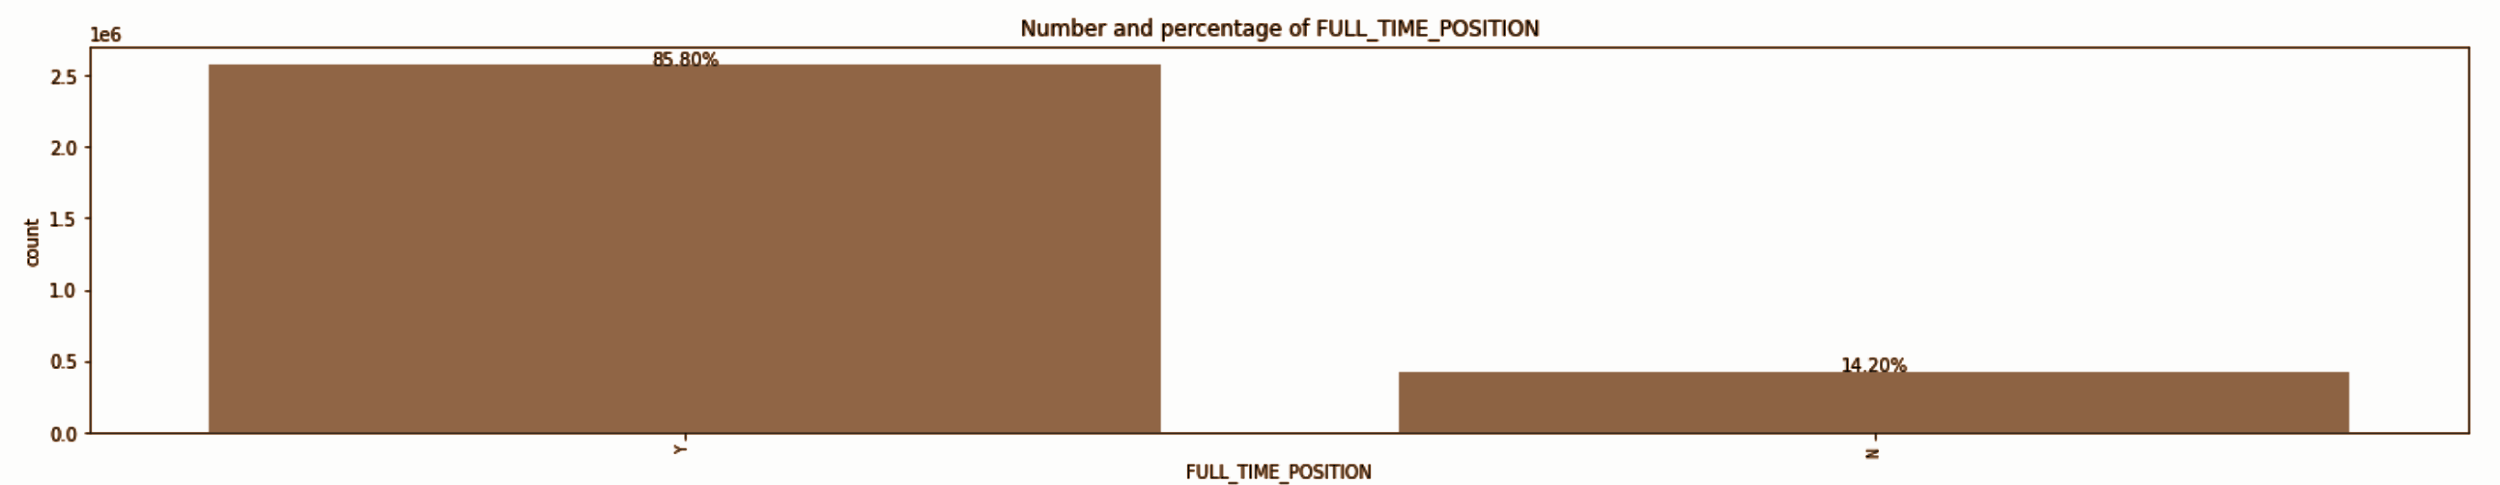 Number and percentage of FULL_TIME_POSITION
1e6
85.80%
2.5
2.0
1.5
count
1.0
14.20%
0.5
0.0
Y
N
FULL_TIME_POSITION